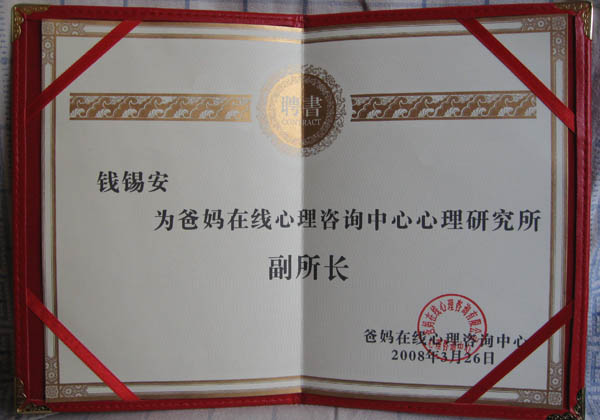 聘書
CONTRACT
钱锡安
为爸妈在线心理咨询中心心理研究所
副所长
爸妈在线心理咨询中心
2008年3月26日